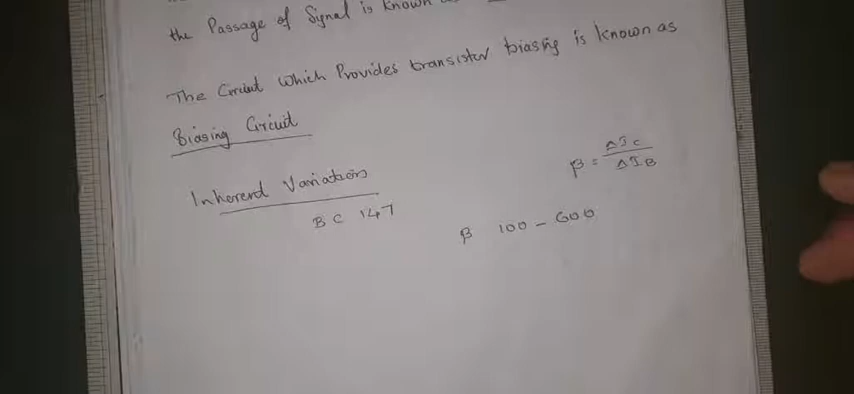 the Passage of Signal is known
The Circuit which Provides transistor biasing is known as
Biasing Circuit
Inherent Variations
β = ΔIC / ΔIB
BC 147
β 100 - 600